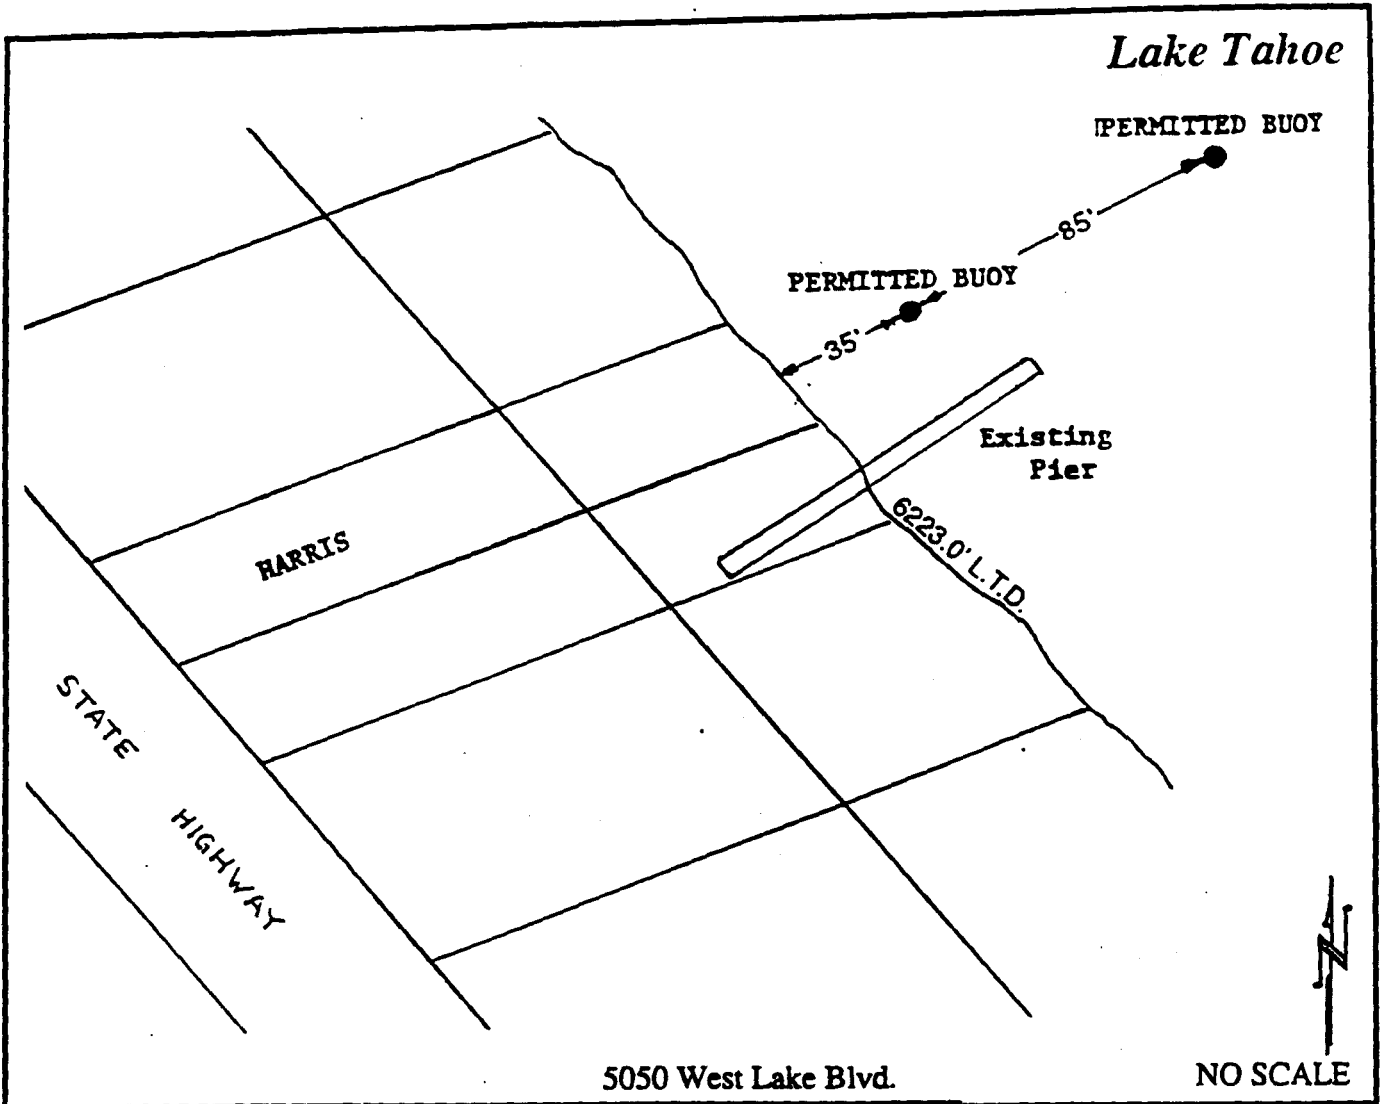 Lake Tahoe
PERMITTED BUOY
85'
PERMITTED BUOY
35'
Existing
Pier
6223.0' L.T.D.
HARRIS
STATE
HIGHWAY
5050 West Lake Blvd.
NO SCALE